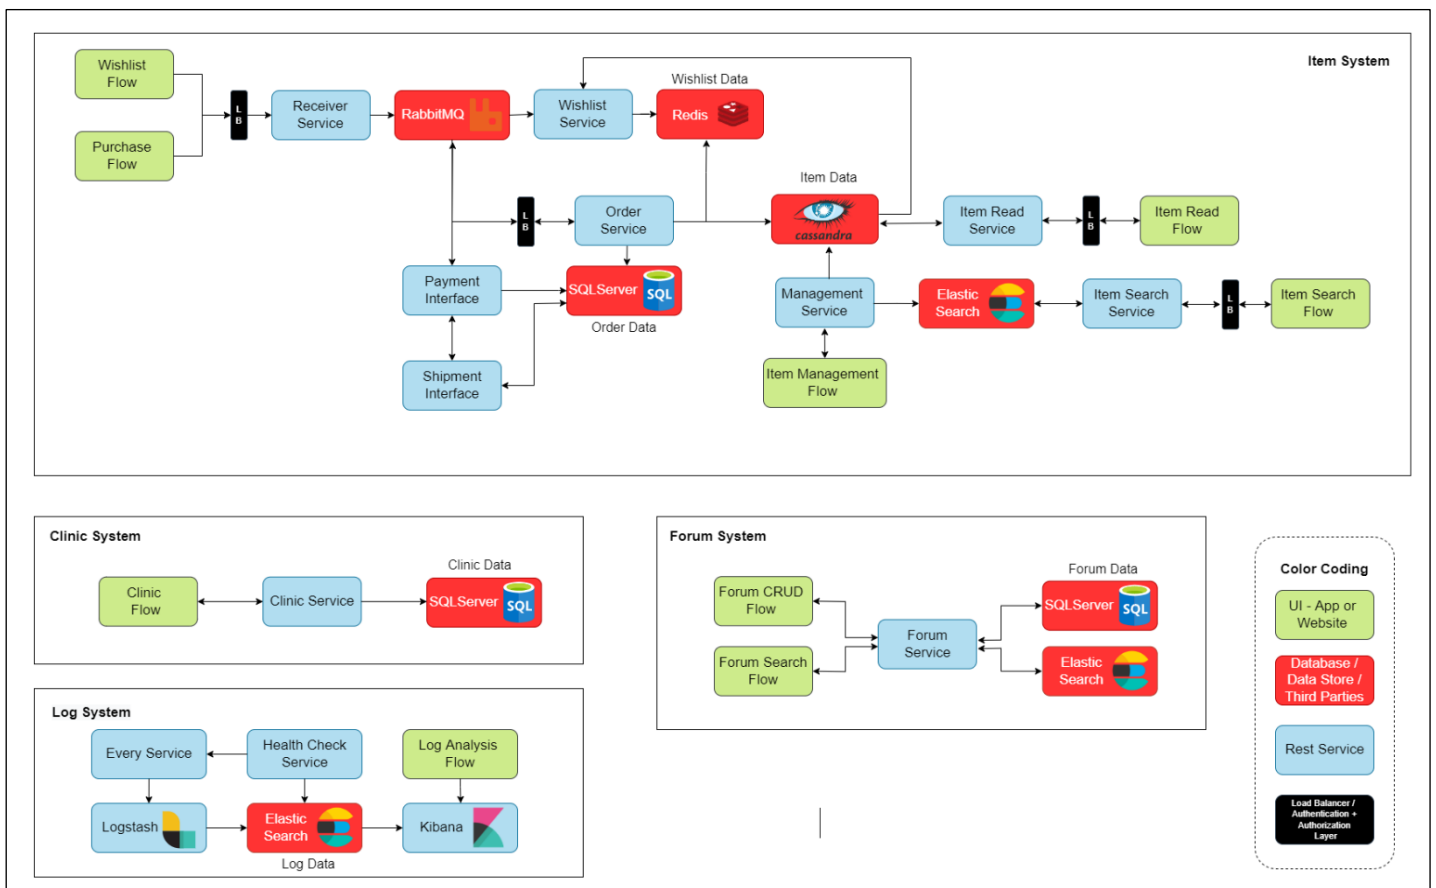 Item System
Wishlist
Flow
Purchase
Flow
L
B
Receiver
Service
RabbitMQ
Wishlist
Service
Wishlist Data
Redis
L
B
Order
Service
Item Data
cassandra
Item Read
Service
L
B
Item Read
Flow
Payment
Interface
SQLServer
SQL
Order Data
Shipment
Interface
Management
Service
Elastic
Search
Item Search
Service
L
B
Item Search
Flow
Item Management
Flow
Clinic System
Clinic
Flow
Clinic Service
Clinic Data
SQLServer
SQL
Forum System
Forum CRUD
Flow
Forum Search
Flow
Forum
Service
Forum Data
SQLServer
SQL
Elastic
Search
Log System
Every Service
Health Check
Service
Log Analysis
Flow
Logstash
Elastic
Search
Kibana
Log Data
Color Coding
UI - App or
Website
Database /
Data Store /
Third Parties
Rest Service
Load Balancer /
Authentication +
Authorization
Layer